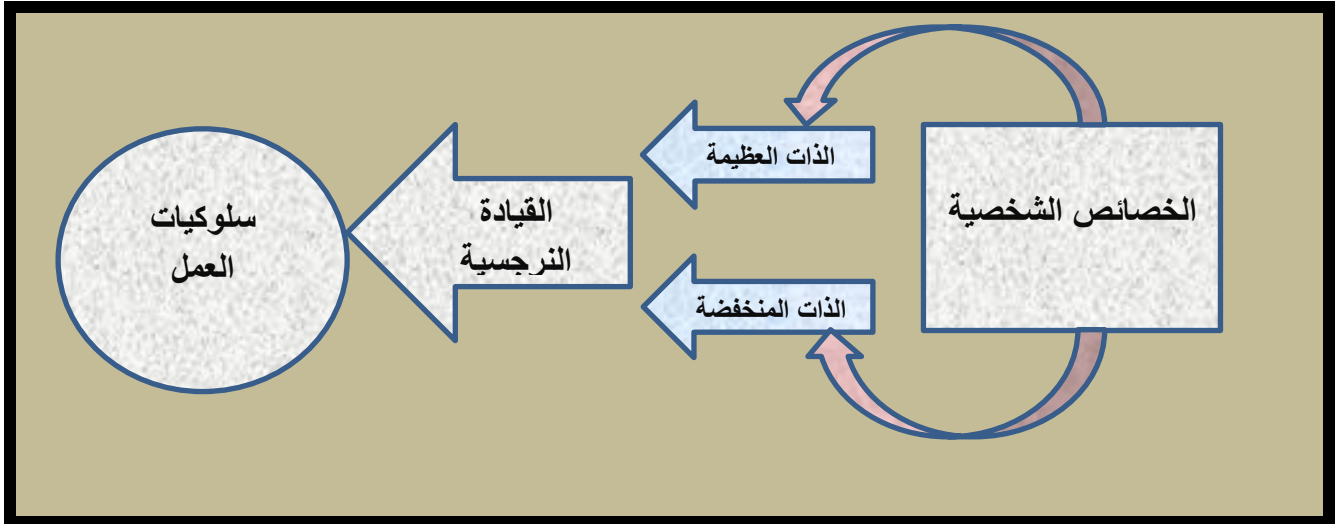 الخصائص الشخصية
الذات العظيمة
الذات المنخفضة
القيادة
النرجسية
سلوكيات
العمل